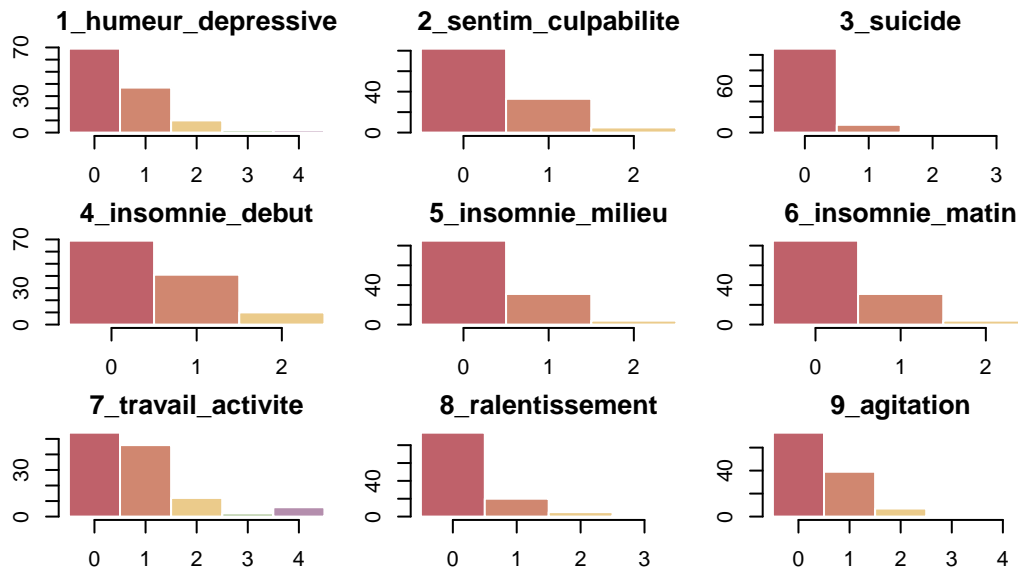 1_humeur_depressive
0 30 70
0 1 2 3 4
2_sentim_culpabilite
0 40
0 1 2
3_suicide
0 60
0 1 2 3
4_insomnie_debut
0 30 70
0 1 2
5_insomnie_milieu
0 40
0 1 2
6_insomnie_matin
0 40
0 1 2
7_travail_activite
0 30
0 1 2 3 4
8_ralentissement
0 40
0 1 2 3
9_agitation
0 40
0 1 2 3 4